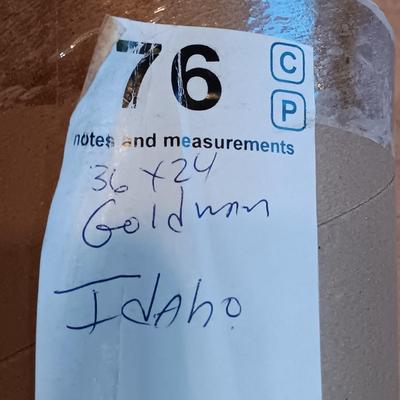 76
C
P
notes and measurements
36 x 24
Goldman
Idaho.